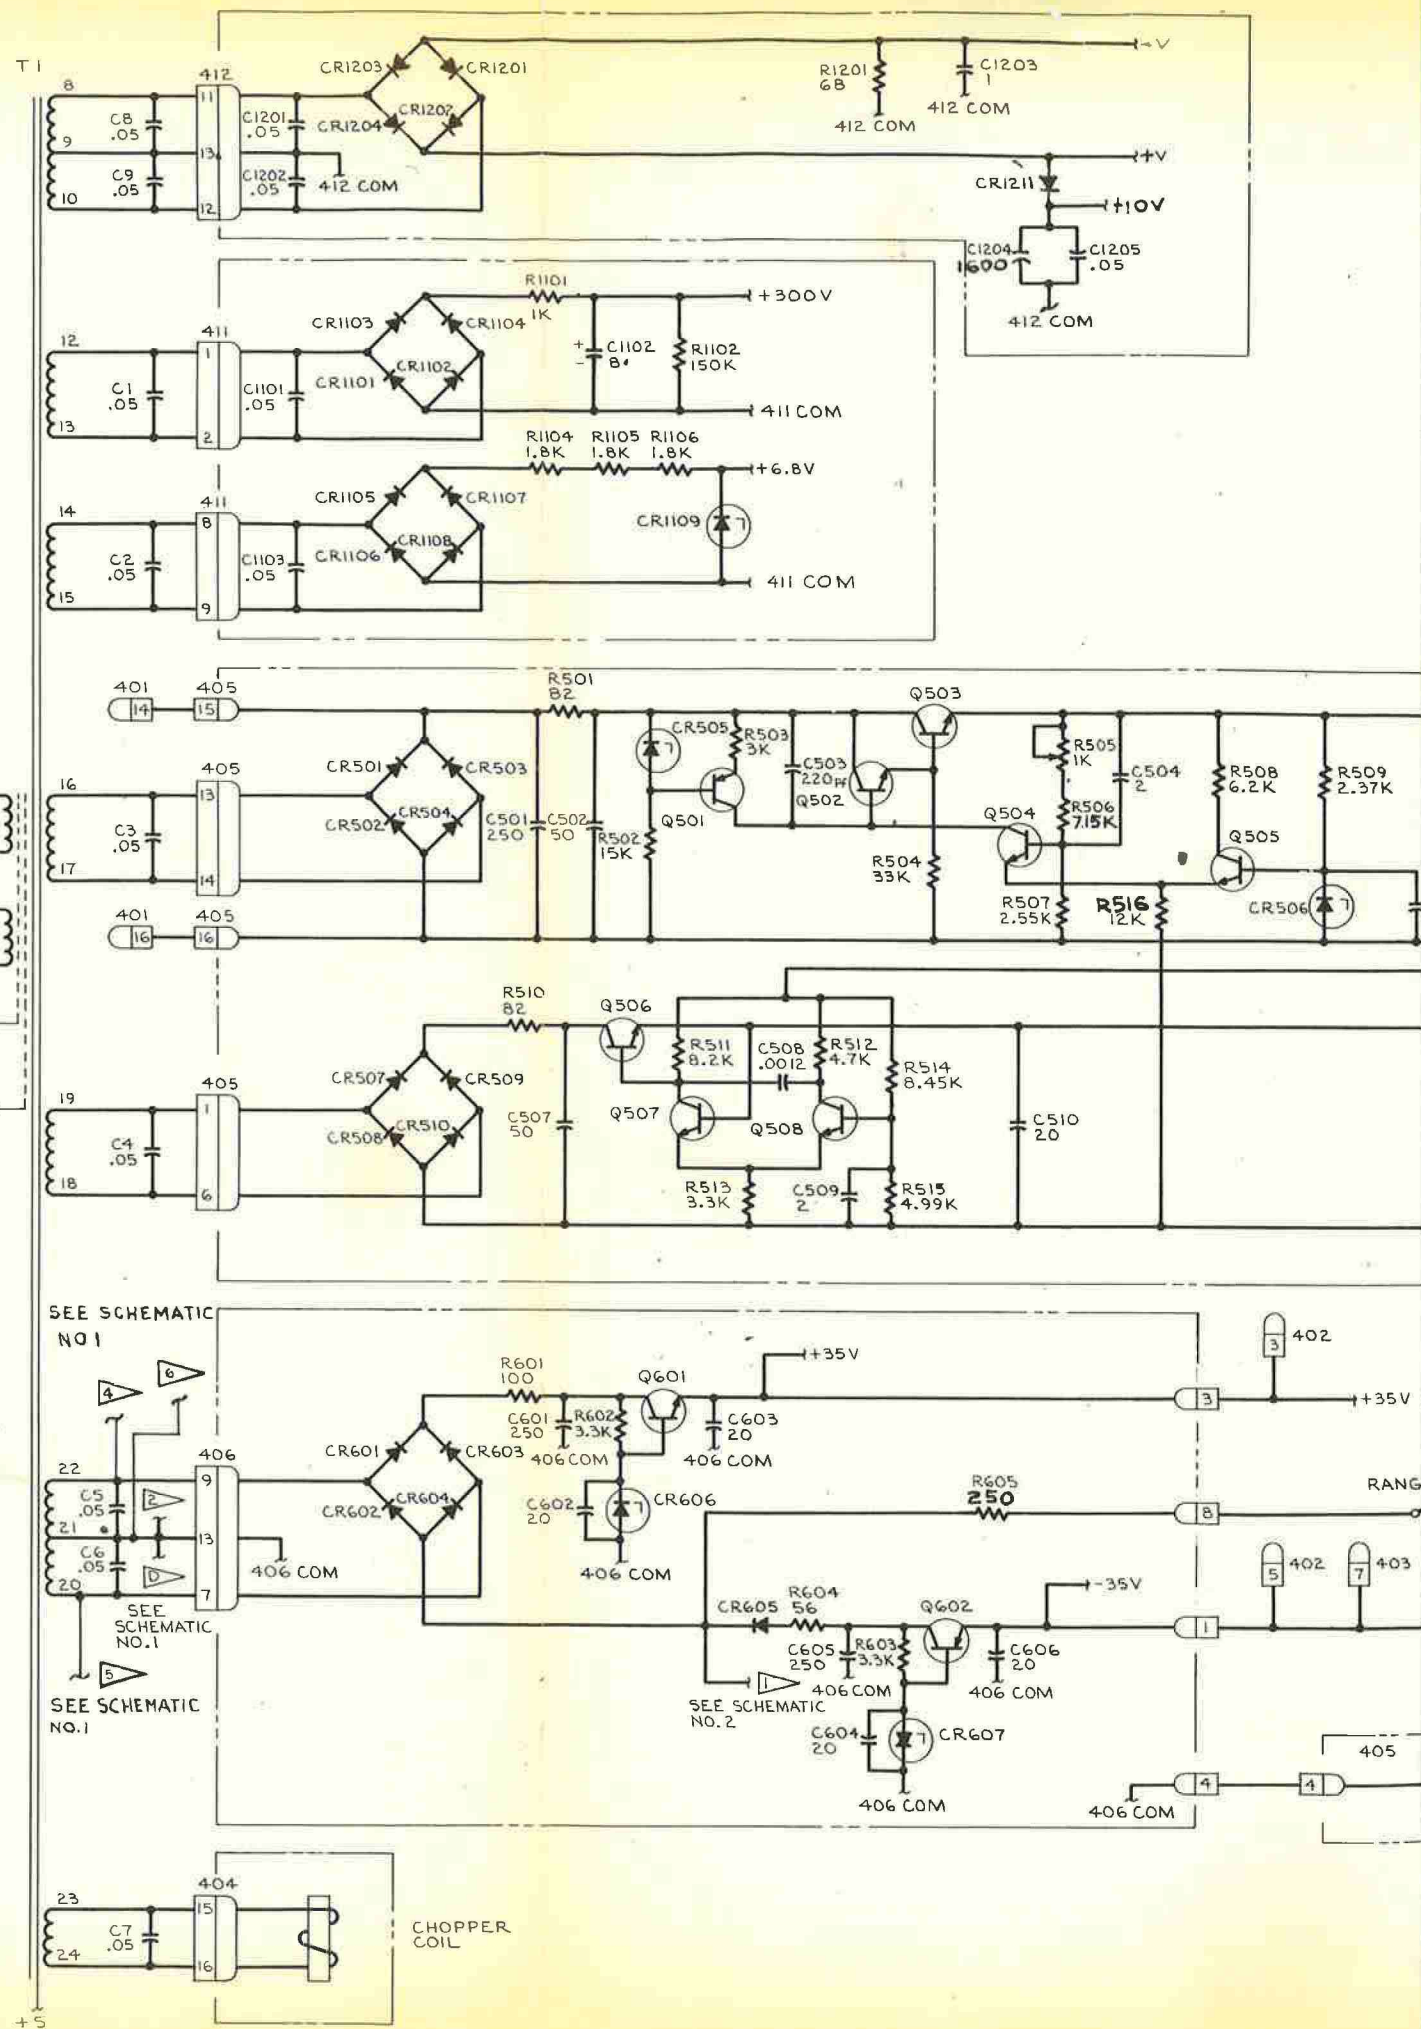 T1
8
9
10
C8
.05
C9
.05
412
11
13
12
C1201
.05
C1202
.05
412 COM
CR1203
CR1201
CR1204
CR1202
R1201
68
412 COM
C1203
1
412 COM
-V
+V
CR1211
+10V
C1204
1600
C1205
.05
412 COM
12
13
C1
.05
411
1
2
C1101
.05
CR1103
CR1104
CR1101
CR1102
R1101
1K
+
-
C1102
8
R1102
150K
+300V
411 COM
14
15
C2
.05
411
8
9
C1103
.05
CR1105
CR1107
CR1106
CR1108
R1104
1.8K
R1105
1.8K
R1106
1.8K
+6.8V
CR1109
411 COM
401
14
405
15
16
17
C3
.05
405
13
14
401
16
405
16
CR501
CR503
CR502
CR504
R501
82
C501
250
C502
50
R502
15K
CR505
Q501
R503
3K
C503
220 pf
Q502
Q503
R504
33K
Q504
R505
1K
R506
7.15K
R507
2.55K
C504
2
R508
6.2K
Q505
R516
12K
R509
2.37K
CR506
19
18
C4
.05
405
1
6
CR507
CR509
CR508
CR510
R510
82
C507
50
Q506
R511
8.2K
C508
.0012
R512
4.7K
R514
8.45K
Q507
Q508
R513
3.3K
C509
2
R515
4.99K
C510
20
SEE SCHEMATIC
NO 1
4
6
22
21
20
C5
.05
C6
.05
2
D
406
9
13
7
406 COM
SEE
SCHEMATIC
NO.1
5
SEE SCHEMATIC
NO.1
CR601
CR603
CR602
CR604
R601
100
C601
250
406 COM
R602
3.3K
Q601
C603
20
406 COM
+35V
C602
20
CR606
406 COM
3
3
402
+35V
R605
250
8
RANG
CR605
R604
56
C605
250
406 COM
R603
3.3K
Q602
-35V
C606
20
406 COM
1
5
402
7
403
1
SEE SCHEMATIC
NO.2
C604
20
CR607
406 COM
406 COM
4
4
405
23
24
C7
.05
404
15
16
CHOPPER
COIL
+5